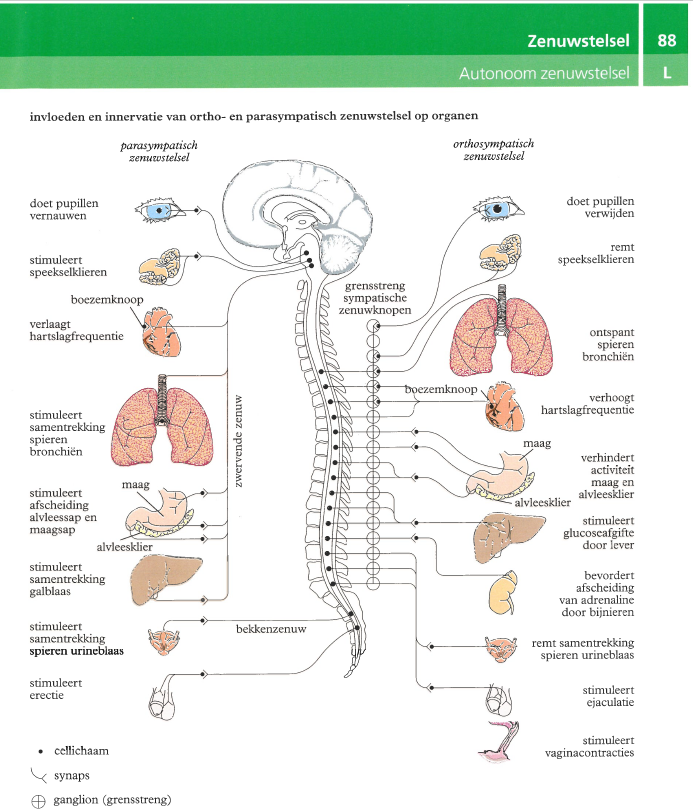 Zenuwstelsel 88
Autonoom zenuwstelsel L
invloeden en innervatie van ortho- en parasympatisch zenuwstelsel op organen
parasympatisch
zenuwstelsel
orthosympatisch
zenuwstelsel
doet pupillen
vernauwen
stimuleert
speekselklieren
boezemknoop
verlaagt
hartslagfrequentie
stimuleert
samentrekking
spieren
bronchiën
zwervende zenuw
maag
stimuleert
afscheiding
alvleessap en
maagsap
alvleesklier
stimuleert
samentrekking
galblaas
stimuleert
samentrekking
spieren urineblaas
bekkenzenuw
stimuleert
erectie
grensstreng
sympatische
zenuwknopen
doet pupillen
verwijden
remt
speekselklieren
ontspant
spieren
bronchiën
boezemknoop
verhoogt
hartslagfrequentie
maag
verhindert
activiteit
maag en
alvleesklier
alvleesklier
stimuleert
glucoseafgifte
door lever
bevordert
afscheiding
van adrenaline
door bijnieren
remt samentrekking
spieren urineblaas
stimuleert
ejaculatie
stimuleert
vaginacontracties
cellichaam
synaps
ganglion (grensstreng)